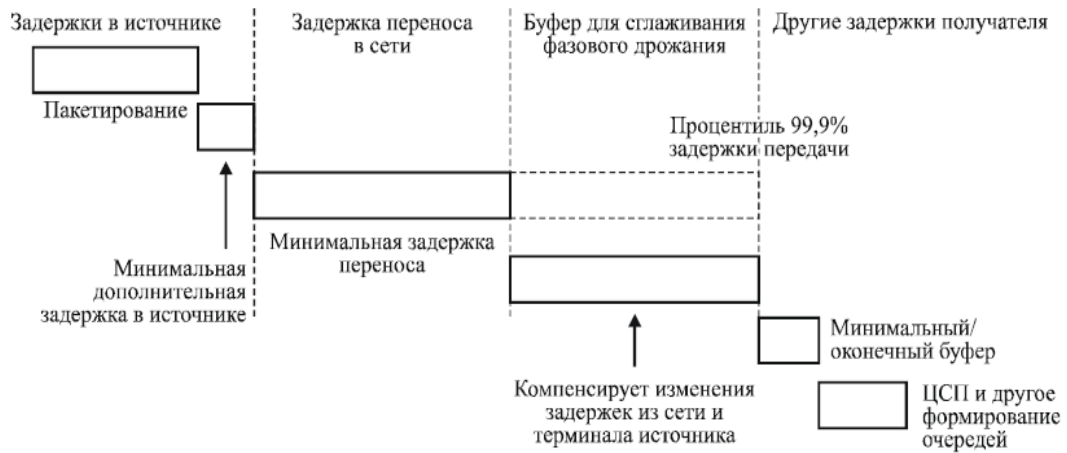 Задержки в источнике
Задержка переноса
в сети
Буфер для сглаживания
фазового дрожания
Другие задержки получателя
Пакетирование
Процентиль 99,9%
задержки передачи
Минимальная задержка
переноса
Минимальная
дополнительная
задержка в источнике
Минимальный/
оконечный буфер
Компенсирует изменения
задержек из сети и
терминала источника
ЦСП и другое
формирование
очередей